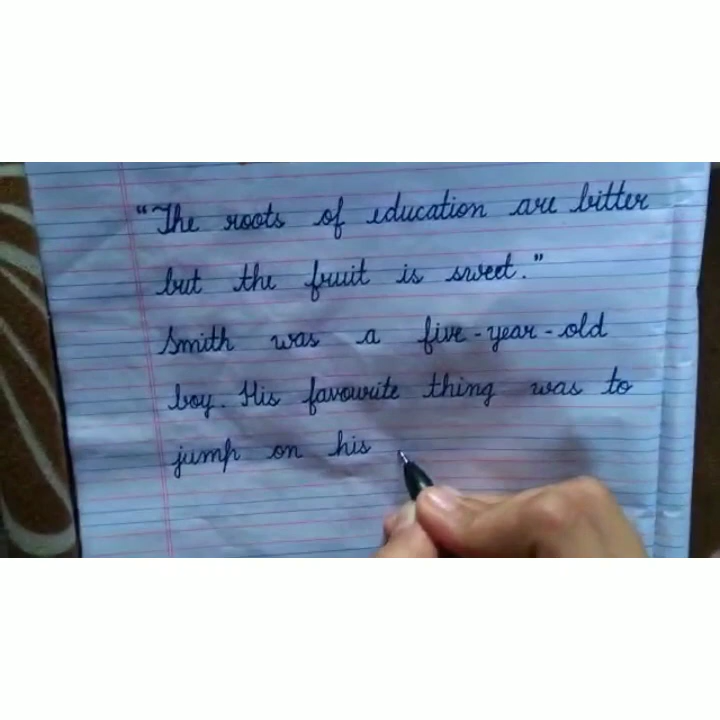 "The roots of education are bitter
but the fruit is sweet."
Smith was a five-year-old
boy. His favourite thing was to
jump on his